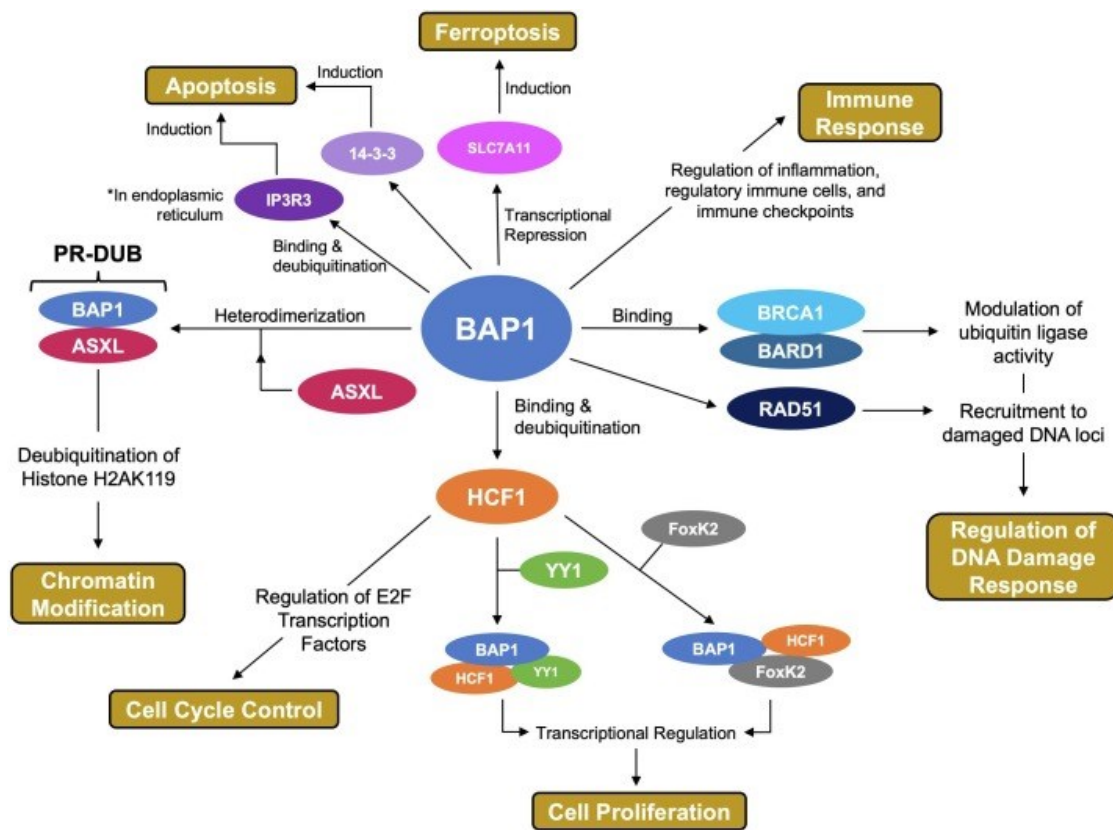 Ferroptosis
Induction
Apoptosis
Induction
Induction
14-3-3
SLC7A11
Immune
Response
*In endoplasmic
reticulum
IP3R3
Transcriptional
Repression
Regulation of inflammation,
regulatory immune cells, and
immune checkpoints
Binding &
deubiquitination
PR-DUB
BAP1
ASXL
Heterodimerization
ASXL
BAP1
Binding
BRCA1
BARD1
Modulation of
ubiquitin ligase
activity
RAD51
Recruitment to
damaged DNA loci
Binding &
deubiquitination
Deubiquitination of
Histone H2AK119
HCF1
FoxK2
YY1
Regulation of
DNA Damage
Response
Chromatin
Modification
Regulation of E2F
Transcription
Factors
BAP1
HCF1
YY1
BAP1
HCF1
FoxK2
Cell Cycle Control
Transcriptional Regulation
Cell Proliferation